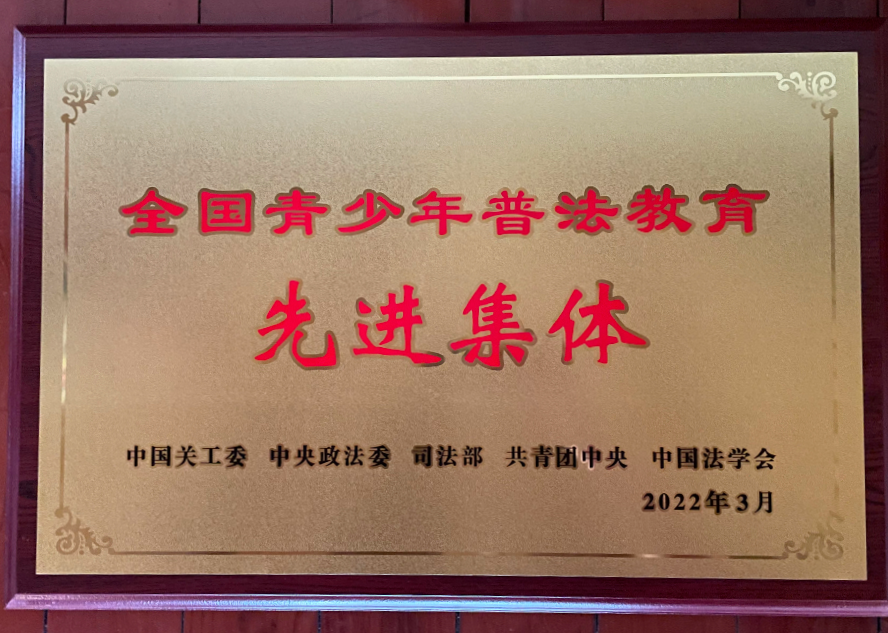 全国青少年普法教育
先进集体
中国关工委 中央政法委 司法部 共青团中央 中国法学会
2022年3月